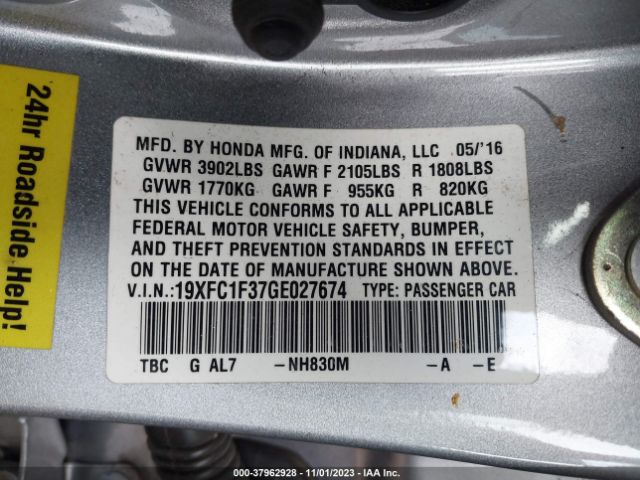 24hr Roadside Help!
MFD. BY HONDA MFG. OF INDIANA, LLC 05/'16
GVWR 3902LBS GAWR F 2105LBS R 1808LBS
GVWR 1770KG GAWR F 955KG R 820KG
THIS VEHICLE CONFORMS TO ALL APPLICABLE
FEDERAL MOTOR VEHICLE SAFETY, BUMPER,
AND THEFT PREVENTION STANDARDS IN EFFECT
ON THE DATE OF MANUFACTURE SHOWN ABOVE.
V.I.N.:19XFC1F37GE027674 TYPE: PASSENGER CAR
TBC G AL7 -NH830M -A -E
000-37962928 - 11/01/2023 - IAA Inc.